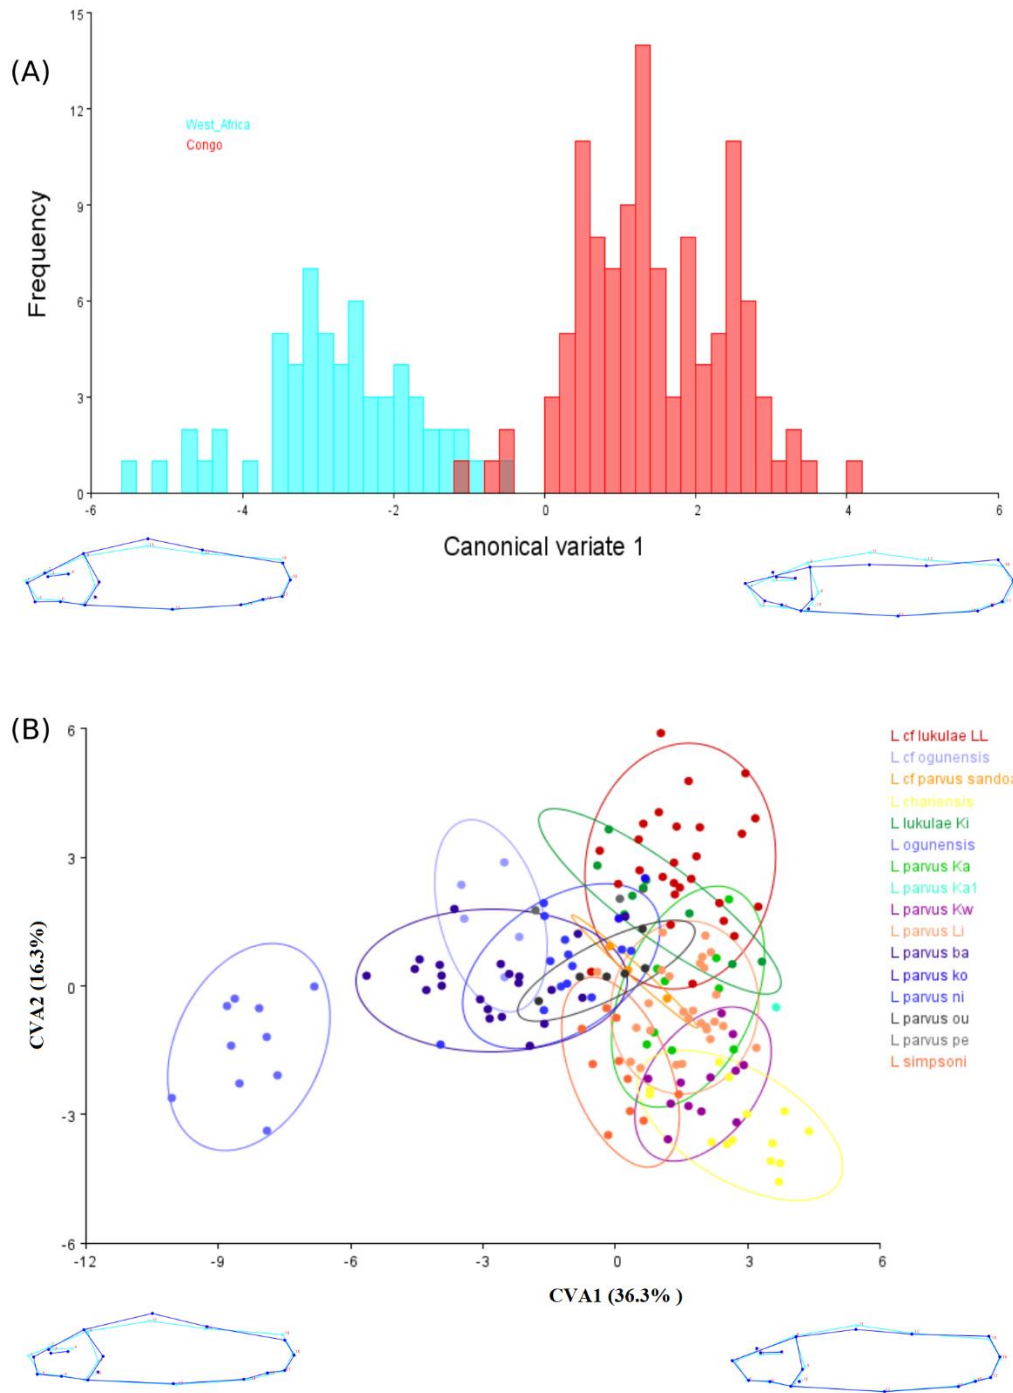 (A)
15
12
9
6
3
0
Frequency
West_Africa
Congo
-6
-4
-2
0
2
4
6
Canonical variate 1
(B)
6
3
0
-3
-6
CVA2 (16.3%)
-12
-9
-6
-3
0
3
6
CVA1 (36.3% )
L cf lukulae LL
L cf ogunensis
L cf parvus sandoa
L chariensis
L lukulae Ki
L ogunensis
L parvus Ka
L parvus Ka1
L parvus Kw
L parvus Li
L parvus ba
L parvus ko
L parvus ni
L parvus ou
L parvus pe
L simpsoni